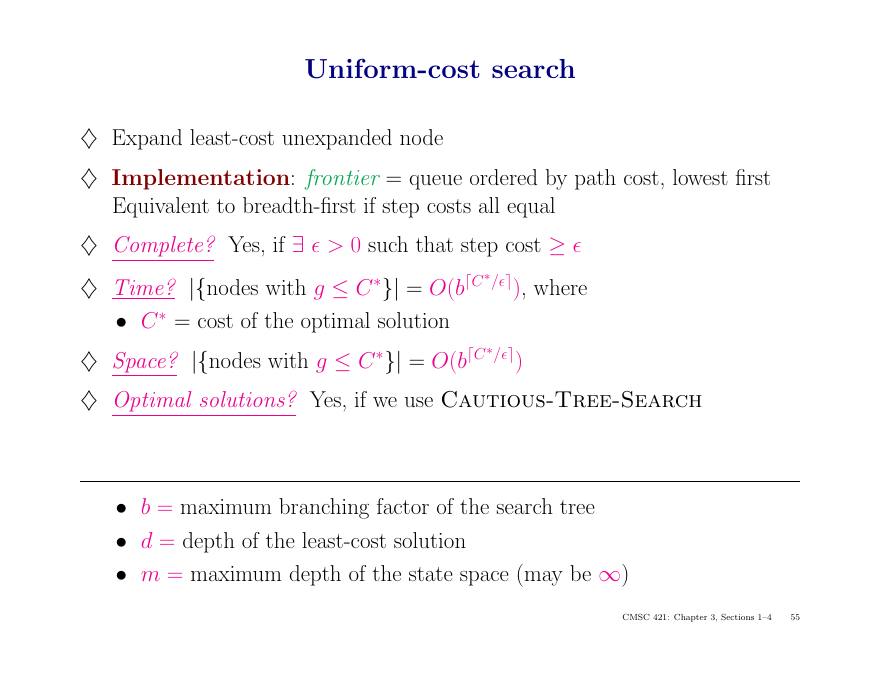 Uniform-cost search
♢ Expand least-cost unexpanded node
♢ Implementation: frontier = queue ordered by path cost, lowest first
Equivalent to breadth-first if step costs all equal
♢ Complete? Yes, if ∃ ϵ > 0 such that step cost ≥ ϵ
♢ Time? |{nodes with g ≤ C*}| = O(b^⌈C*/ϵ⌉), where
• C* = cost of the optimal solution
♢ Space? |{nodes with g ≤ C*}| = O(b^⌈C*/ϵ⌉)
♢ Optimal solutions? Yes, if we use Cautious-Tree-Search
• b = maximum branching factor of the search tree
• d = depth of the least-cost solution
• m = maximum depth of the state space (may be ∞)
CMSC 421: Chapter 3, Sections 1–4 55